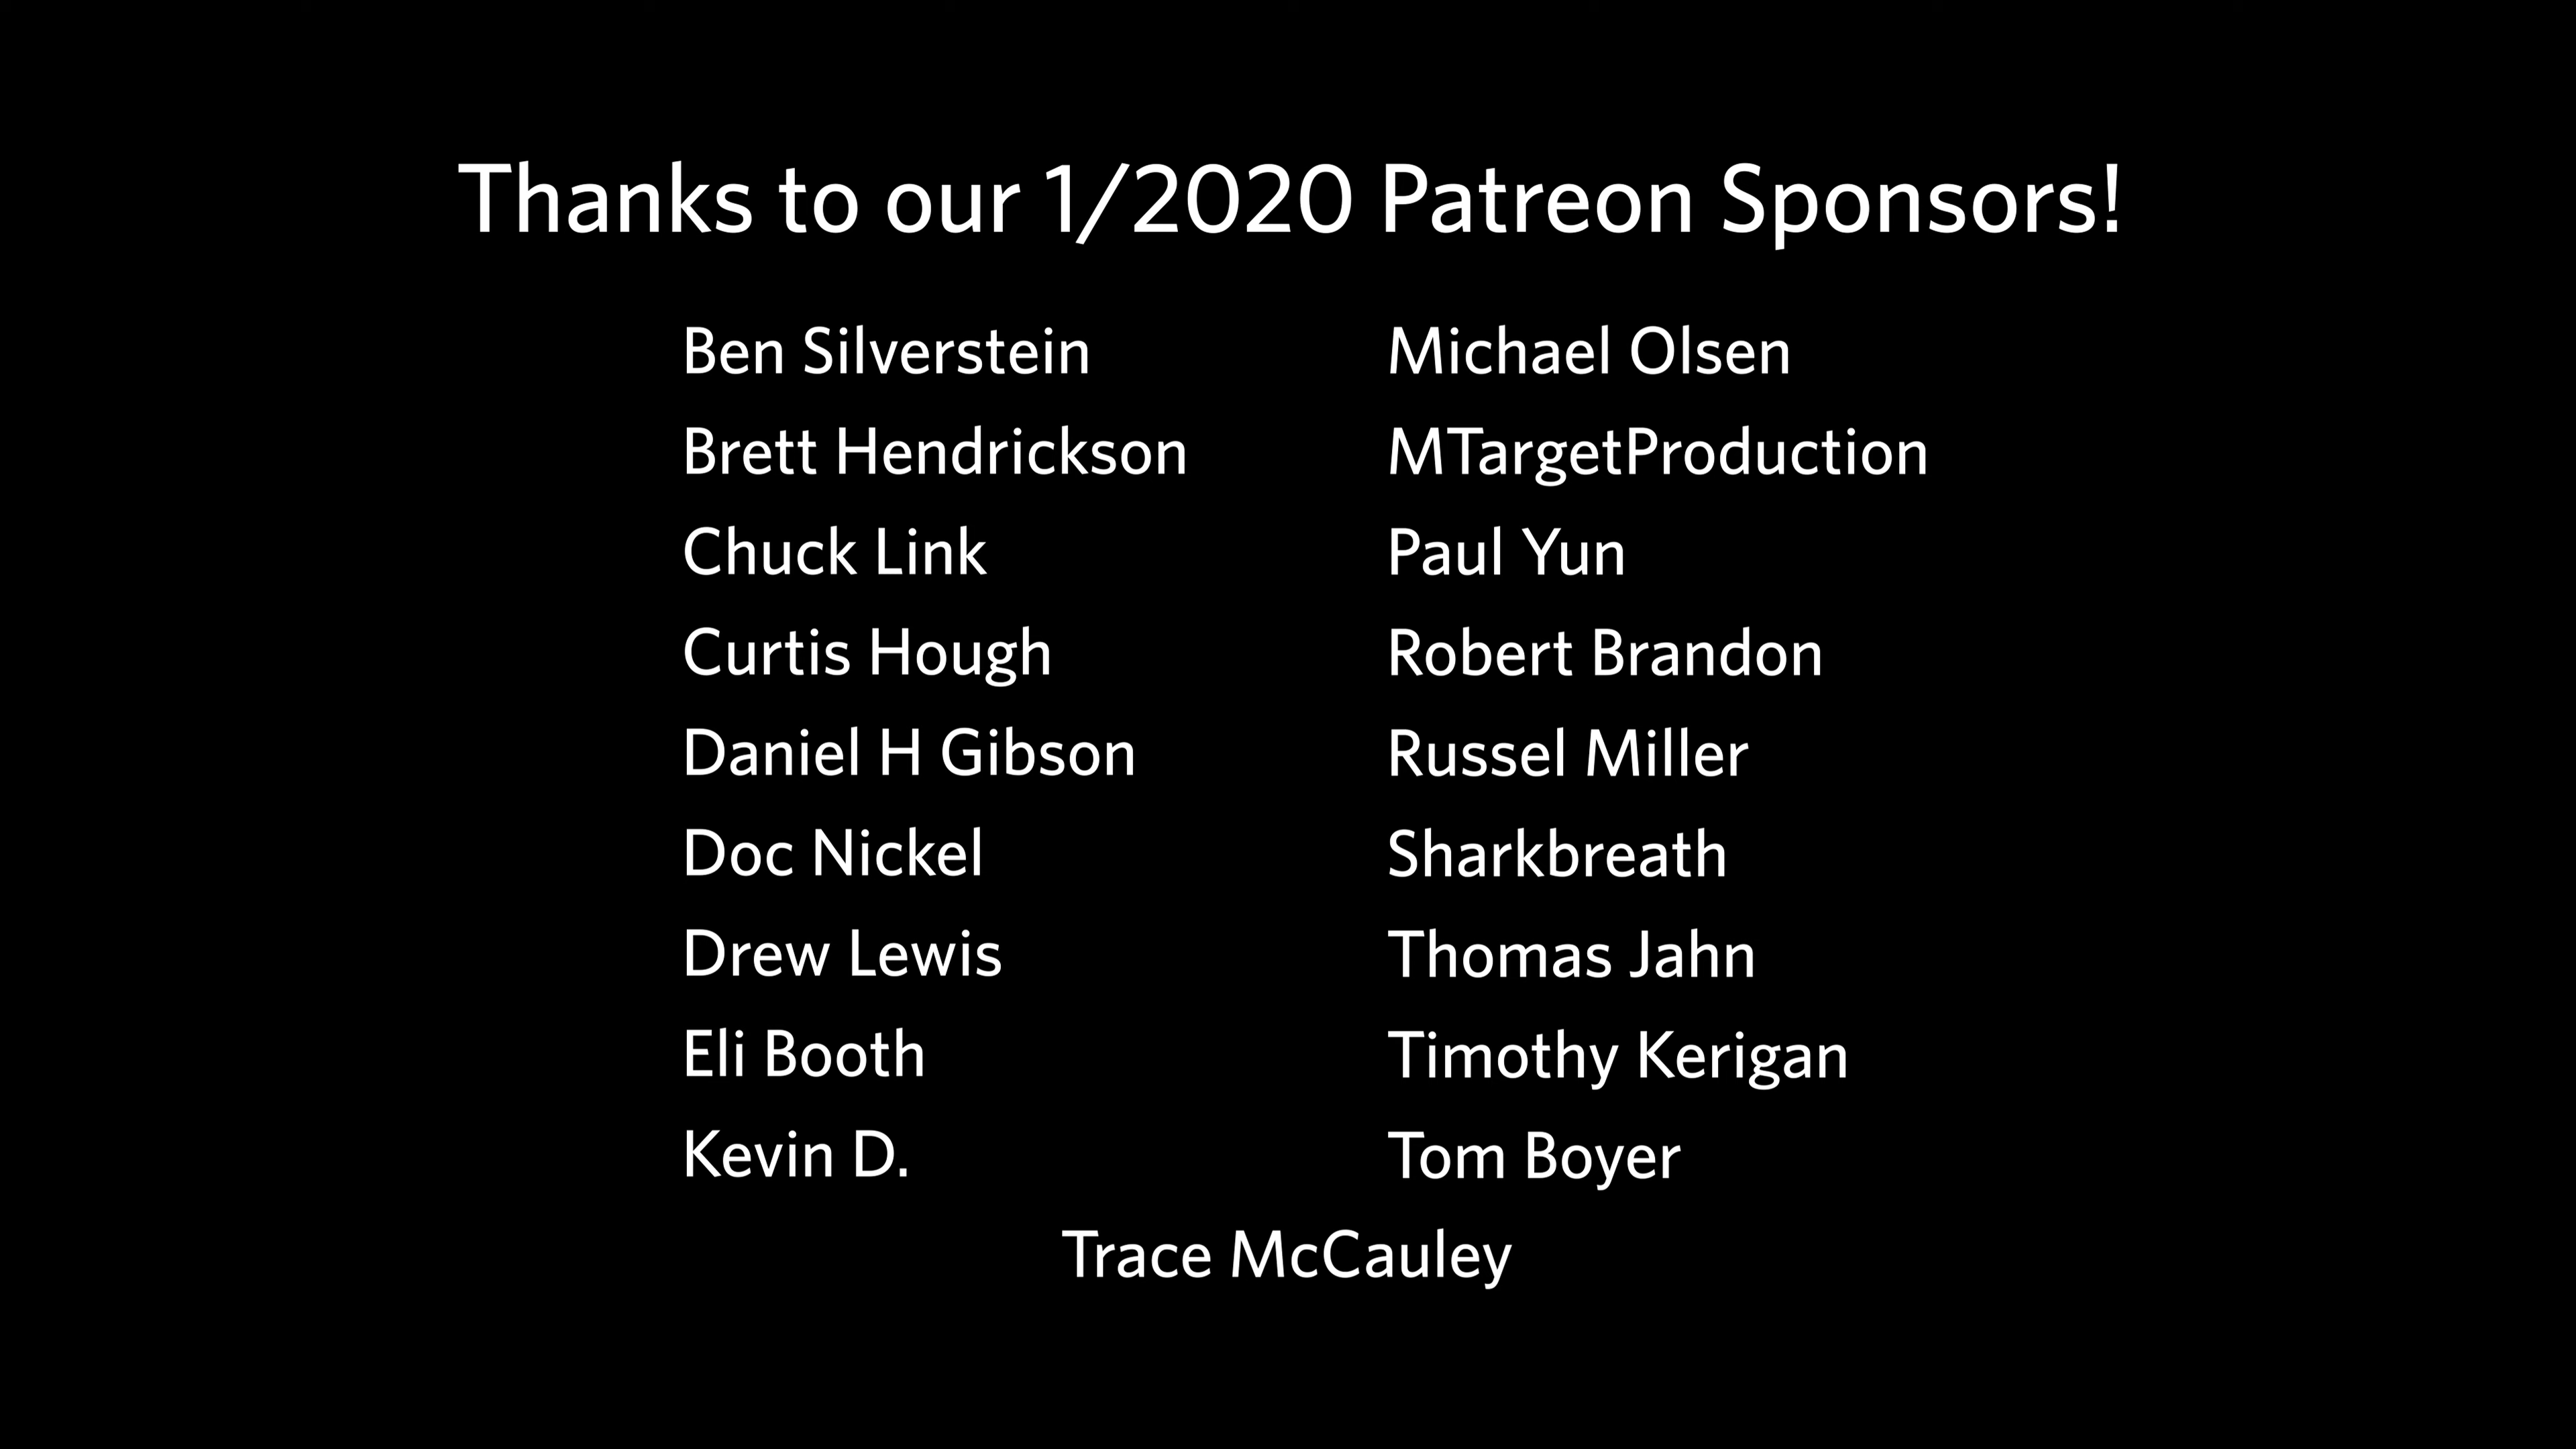 Thanks to our 1/2020 Patreon Sponsors!
Ben Silverstein
Brett Hendrickson
Chuck Link
Curtis Hough
Daniel H Gibson
Doc Nickel
Drew Lewis
Eli Booth
Kevin D.
Michael Olsen
MTargetProduction
Paul Yun
Robert Brandon
Russel Miller
Sharkbreath
Thomas Jahn
Timothy Kerigan
Tom Boyer
Trace McCauley